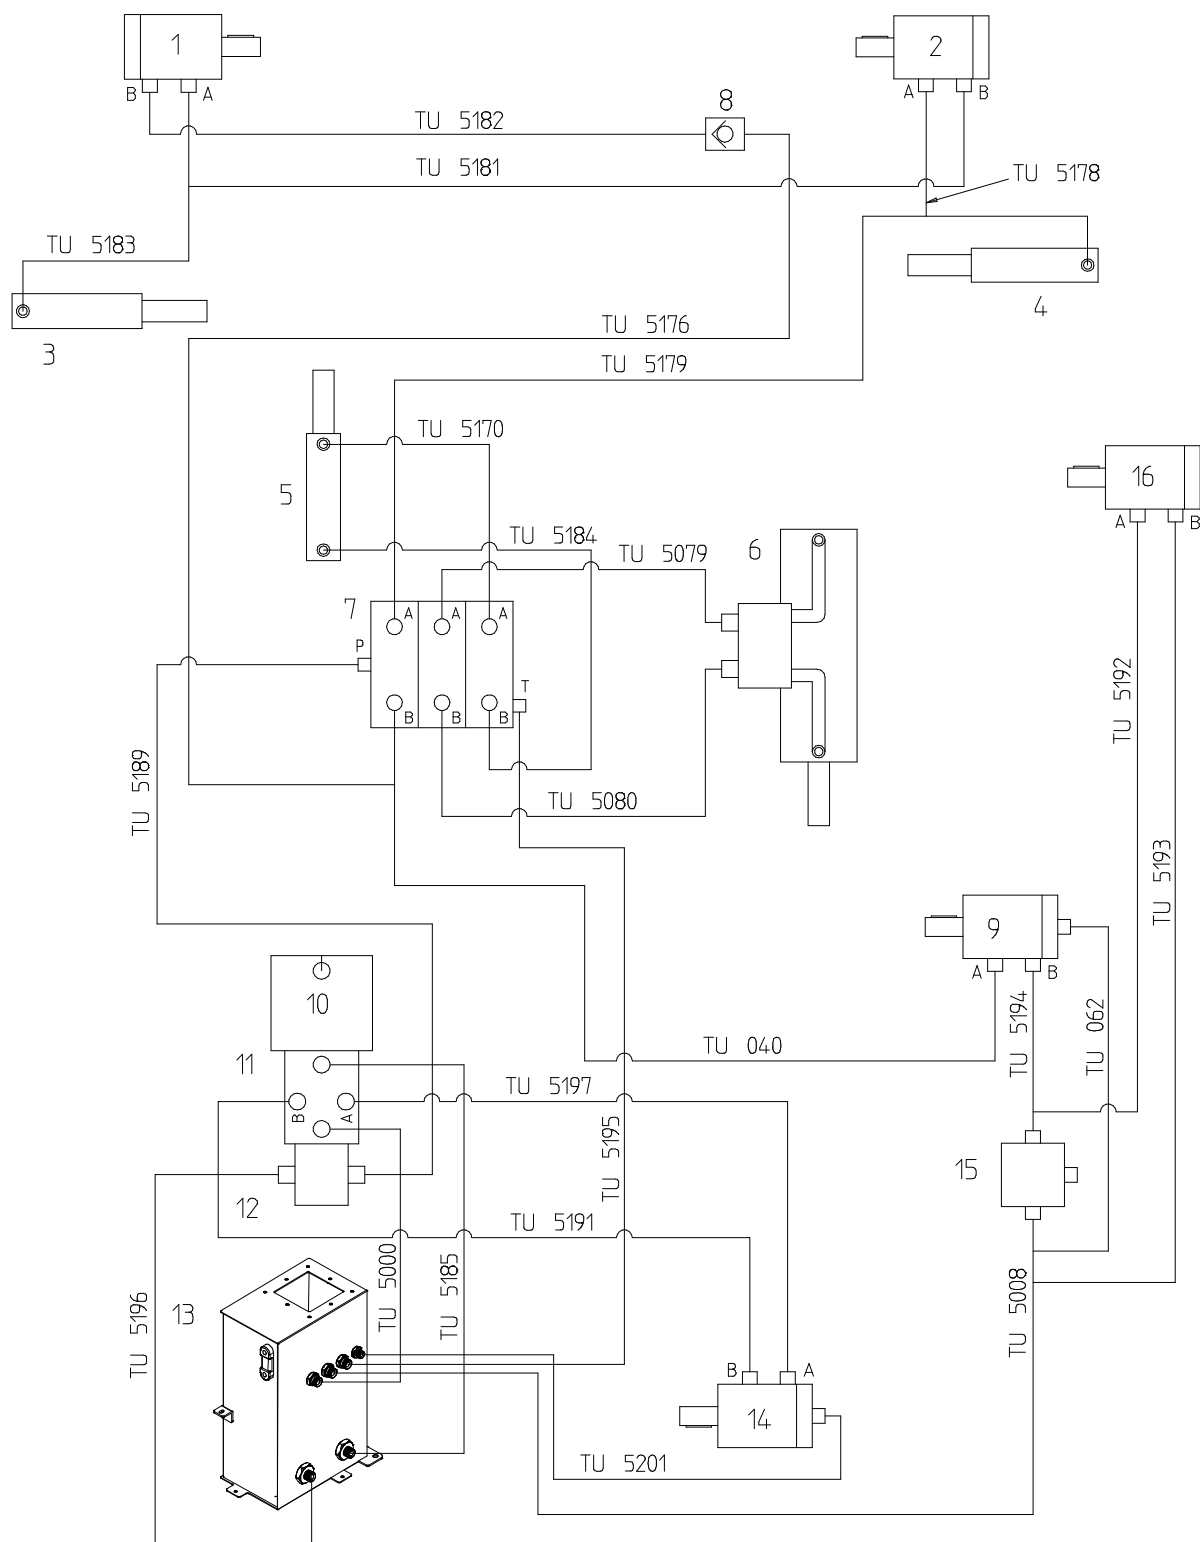 1
2
B
A
8
A
B
TU 5182
TU 5181
TU 5178
TU 5183
4
3
TU 5176
TU 5179
TU 5170
16
5
A
B
TU 5184
TU 5079
6
7
A
A
A
P
T
B
B
B
TU 5192
TU 5189
TU 5080
TU 5193
9
A
B
10
TU 5194
TU 062
TU 040
11
TU 5197
B
A
TU 5195
15
12
TU 5191
TU 5000
TU 5185
TU 5008
TU 5196
13
B
A
14
TU 5201